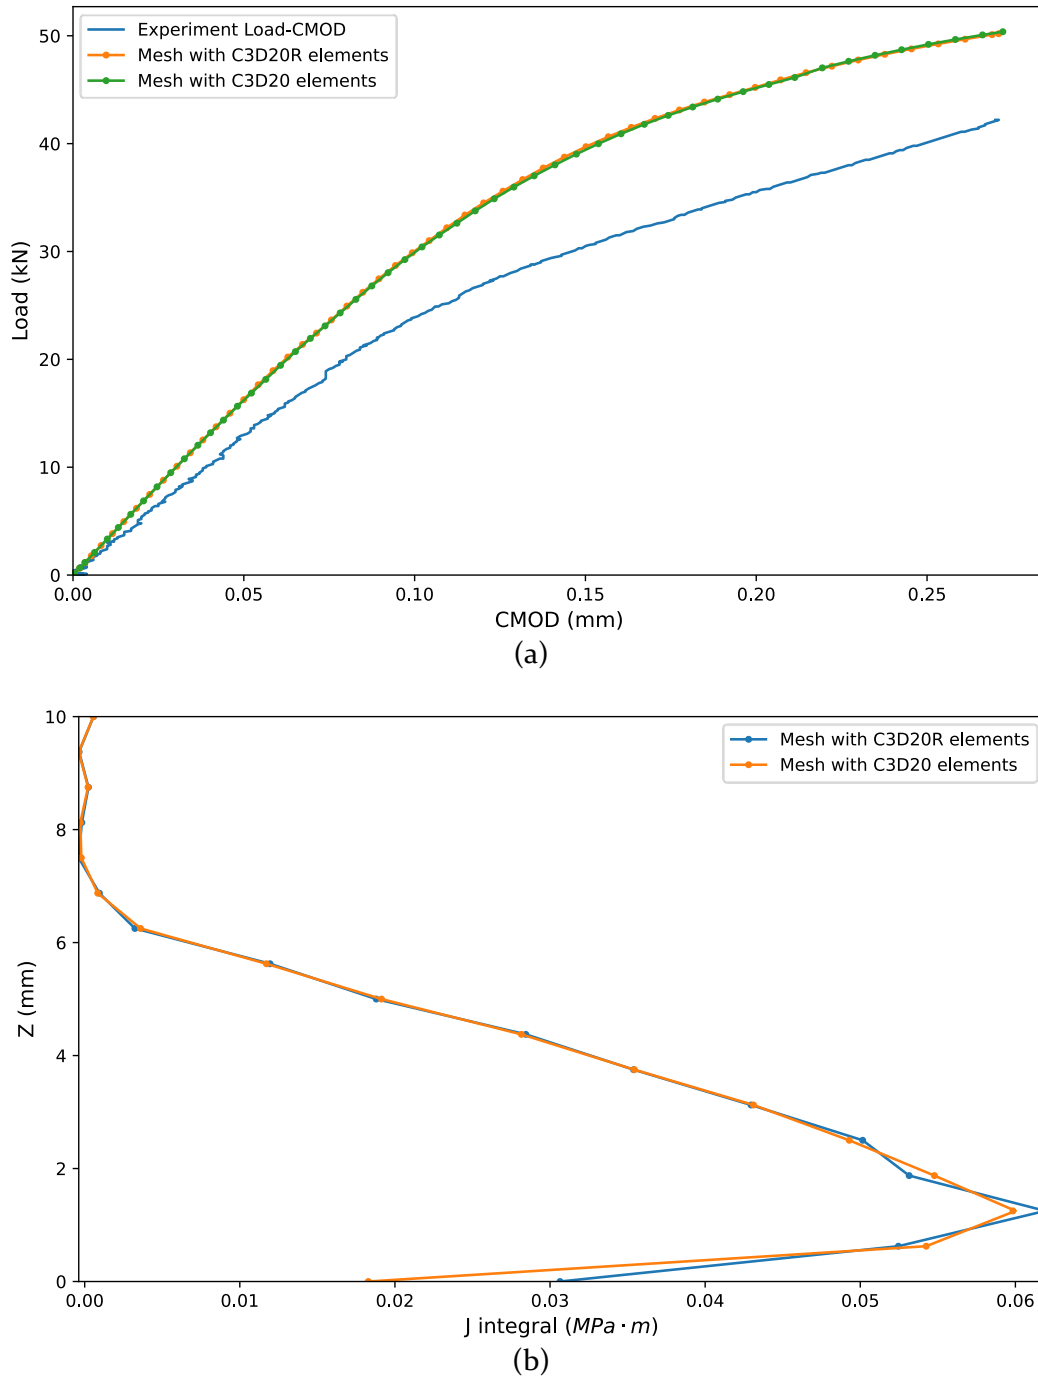 50
40
30
20
10
0
Load (kN)
Experiment Load-CMOD
Mesh with C3D20R elements
Mesh with C3D20 elements
0.00 0.05 0.10 0.15 0.20 0.25
CMOD (mm)
(a)
10
8
6
4
2
0
Z (mm)
Mesh with C3D20R elements
Mesh with C3D20 elements
0.00 0.01 0.02 0.03 0.04 0.05 0.06
J integral (MPa · m)
(b)